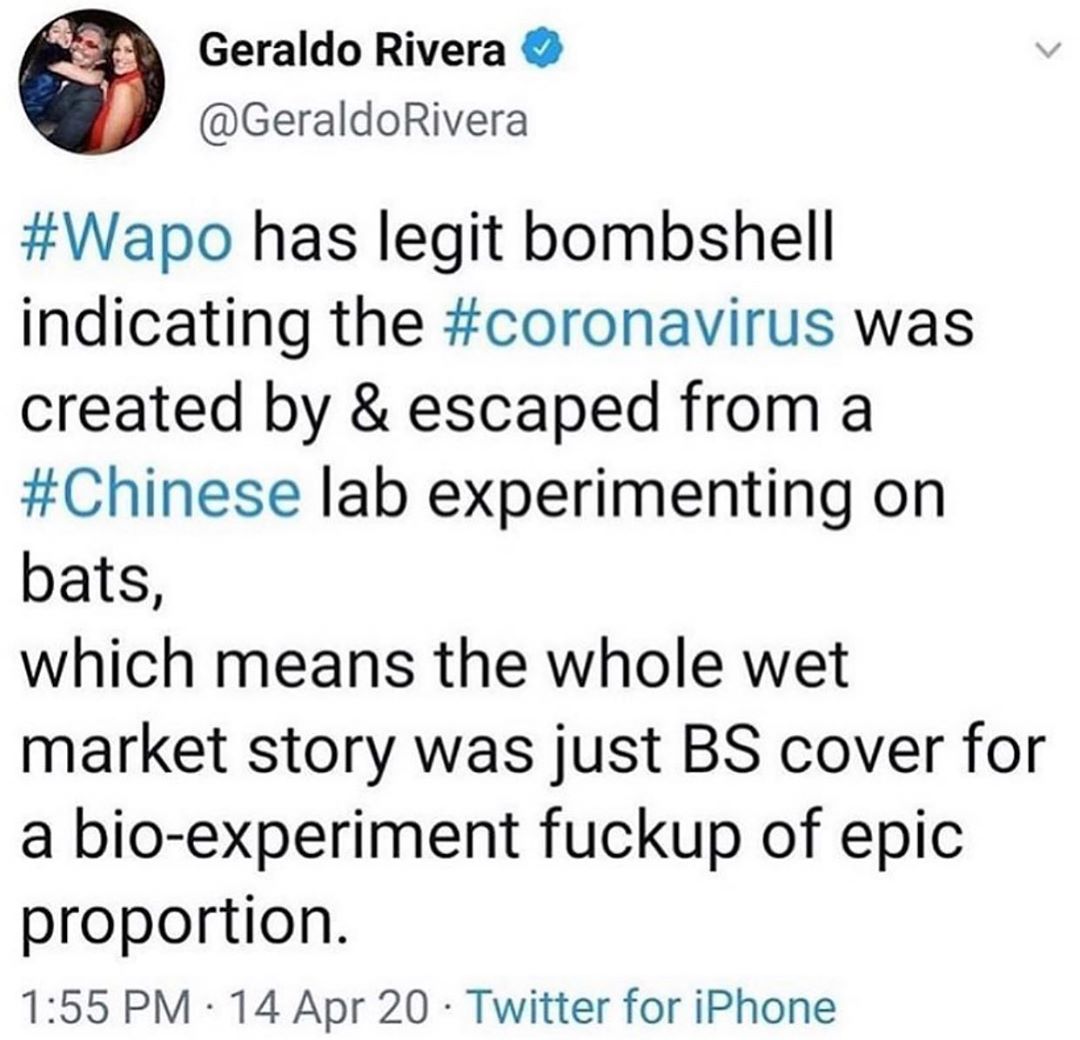 Geraldo Rivera
@GeraldoRivera
#Wapo has legit bombshell
indicating the #coronavirus was
created by & escaped from a
#Chinese lab experimenting on
bats,
which means the whole wet
market story was just BS cover for
a bio-experiment fuckup of epic
proportion.
1:55 PM · 14 Apr 20 · Twitter for iPhone